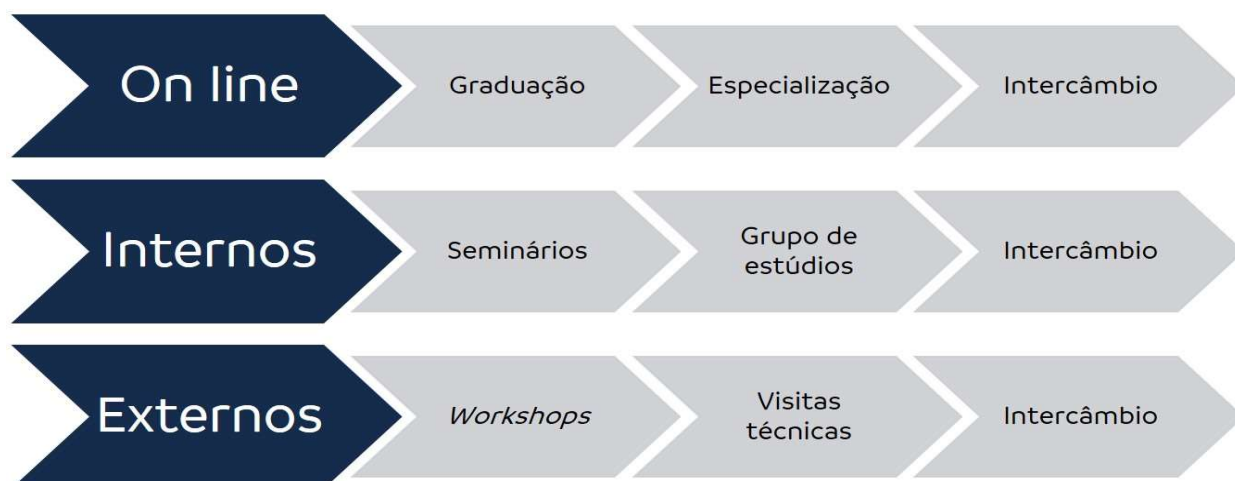 On line
Graduação
Especialização
Intercâmbio
Internos
Seminários
Grupo de
estúdios
Intercâmbio
Externos
Workshops
Visitas
técnicas
Intercâmbio